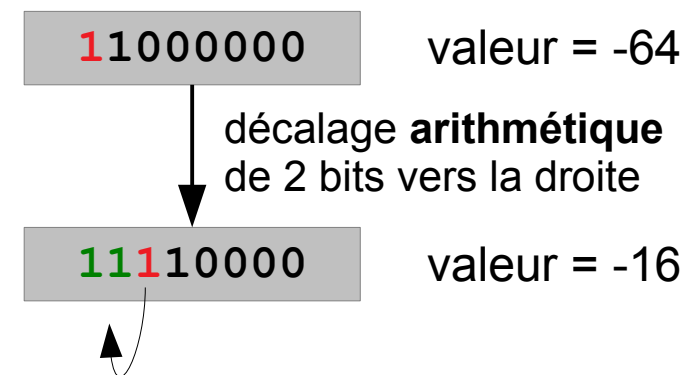 11000000 valeur = -64
décalage arithmétique
de 2 bits vers la droite
11110000 valeur = -16